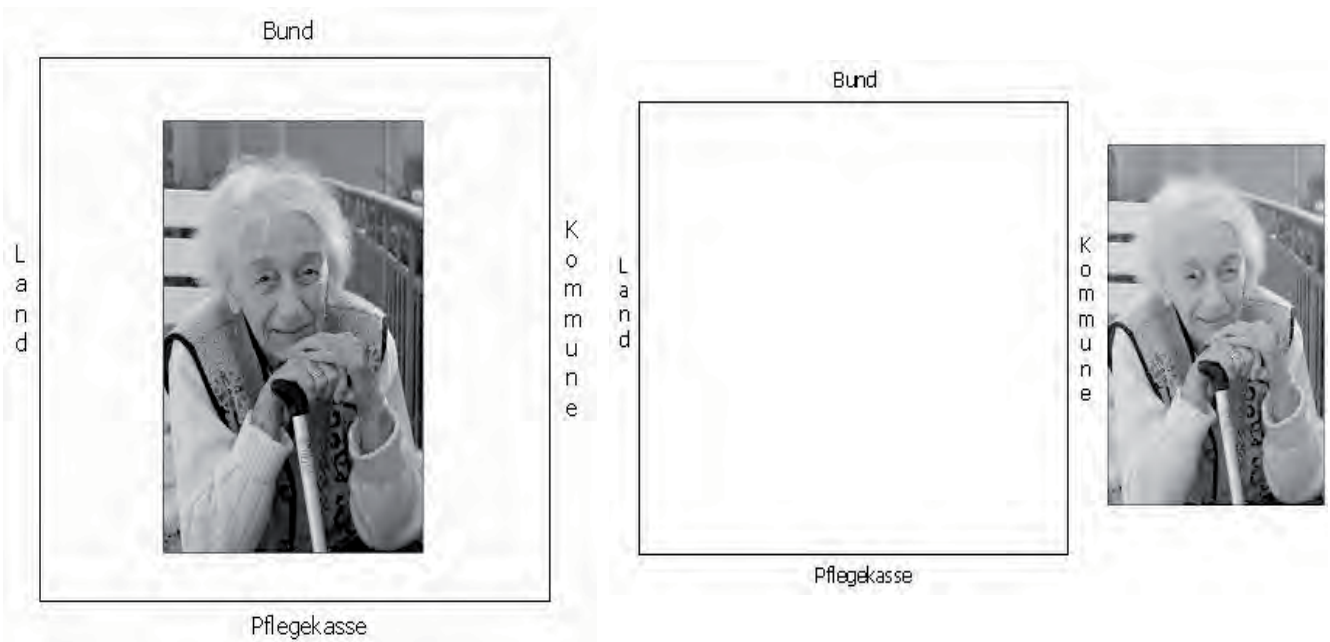 Bund
Land
Kommune
Pflegekasse
Bund
Land
Kommune
Pflegekasse